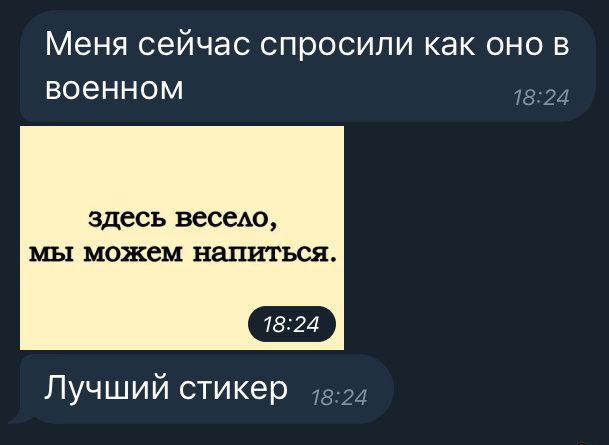 Меня сейчас спросили как оно в
военном
18:24
здесь весело,
мы можем напиться.
18:24
Лучший стикер 18:24